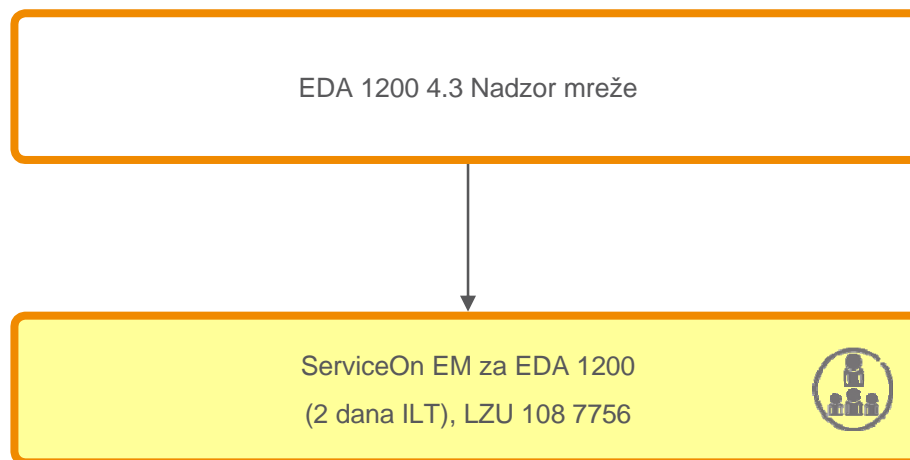 EDA 1200 4.3 Nadzor mreže
ServiceOn EM za EDA 1200
(2 dana ILT), LZU 108 7756